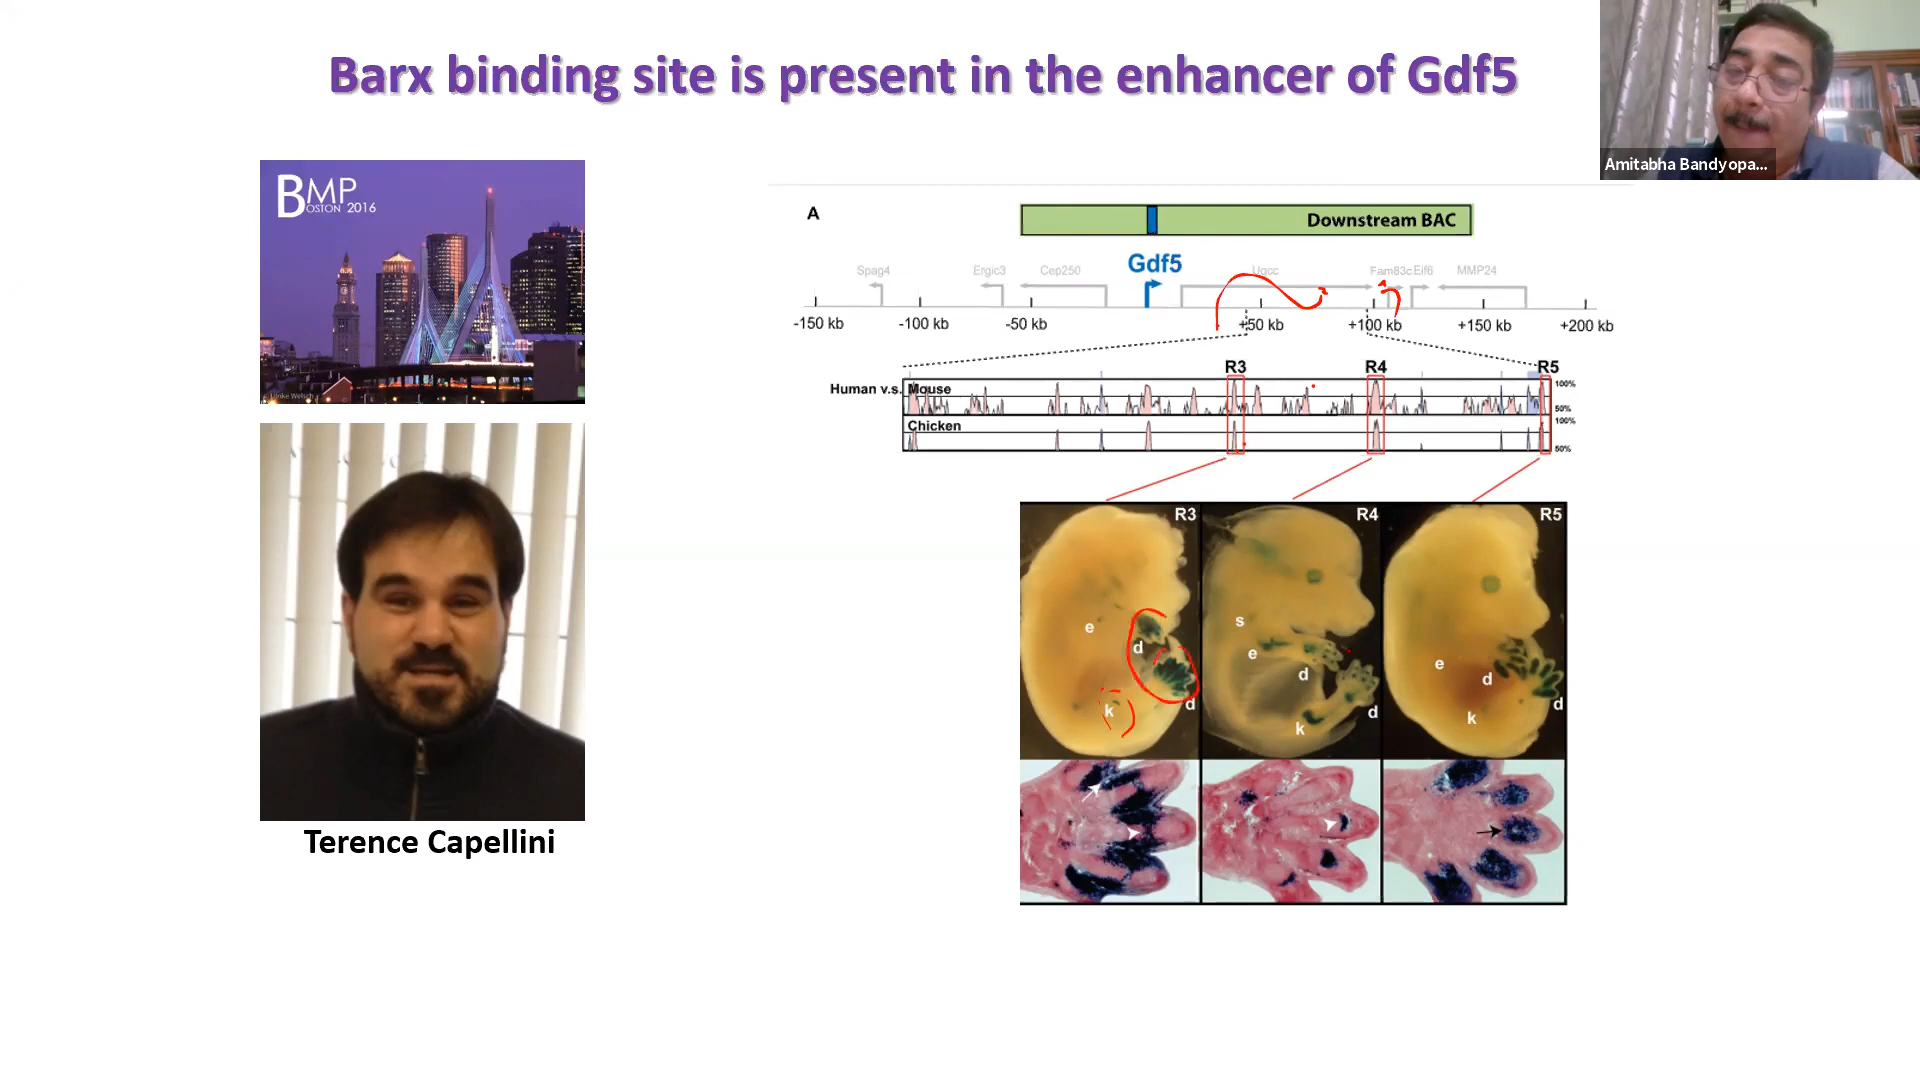 Barx binding site is present in the enhancer of Gdf5
Amitabha Bandyopa...
BMP
BOSTON 2016
Terence Capellini
A
Downstream BAC
Gdf5
Spag4
Ergic3
Cep250
Uqcc
Fam83c
Eif6
MMP24
-150 kb
-100 kb
-50 kb
+50 kb
+100 kb
+150 kb
+200 kb
R3
R4
R5
Human v.s. Mouse
100%
50%
Chicken
100%
50%
R3
R4
R5
e
d
k
d
s
e
d
k
d
e
d
k
d